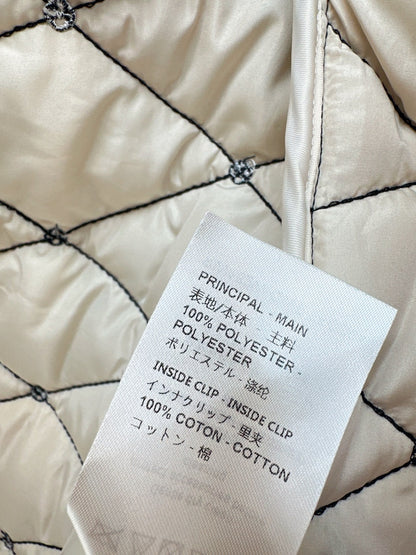 PRINCIPAL - MAIN
表地/本体 - 主料
100% POLYESTER -
POLYESTER
ポリエステル - 涤纶
INSIDE CLIP - INSIDE CLIP
インナクリップ - 里夹
100% COTON - COTTON
コットン - 棉